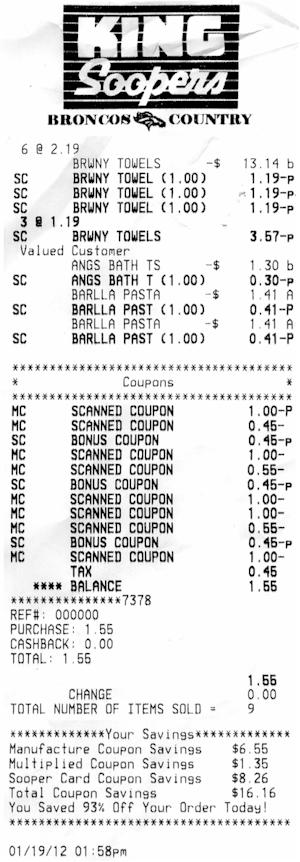 KING
Soopers
BRONCOS COUNTRY
6 @ 2.19
BRWNY TOWELS -$ 13.14 b
SC BRWNY TOWEL (1.00) 1.19-P
SC BRWNY TOWEL (1.00) 1.19-P
SC BRWNY TOWEL (1.00) 1.19-P
3 @ 1.19
SC BRWNY TOWELS 3.57-P
Valued Customer
ANGS BATH TS -$ 1.30 b
SC ANGS BATH T (1.00) 0.30-P
BARLLA PASTA -$ 1.41 A
SC BARLLA PAST (1.00) 0.41-P
BARLLA PASTA -$ 1.41 A
SC BARLLA PAST (1.00) 0.41-P
************************************
* Coupons *
************************************
MC SCANNED COUPON 1.00-P
MC SCANNED COUPON 0.45-
SC BONUS COUPON 0.45-P
MC SCANNED COUPON 1.00-
MC SCANNED COUPON 0.55-
SC BONUS COUPON 0.45-P
MC SCANNED COUPON 1.00-
MC SCANNED COUPON 1.00-
MC SCANNED COUPON 0.55-
SC BONUS COUPON 0.45-P
MC SCANNED COUPON 1.00-
TAX 0.45
**** BALANCE 1.55
***************7378
REF#: 000000
PURCHASE: 1.55
CASHBACK: 0.00
TOTAL: 1.55
1.55
CHANGE 0.00
TOTAL NUMBER OF ITEMS SOLD = 9
*************Your Savings*************
Manufacture Coupon Savings $6.55
Multiplied Coupon Savings $1.35
Sooper Card Coupon Savings $8.26
Total Coupon Savings $16.16
You Saved 93% Off Your Order Today!
**************************************
01/19/12 01:58pm